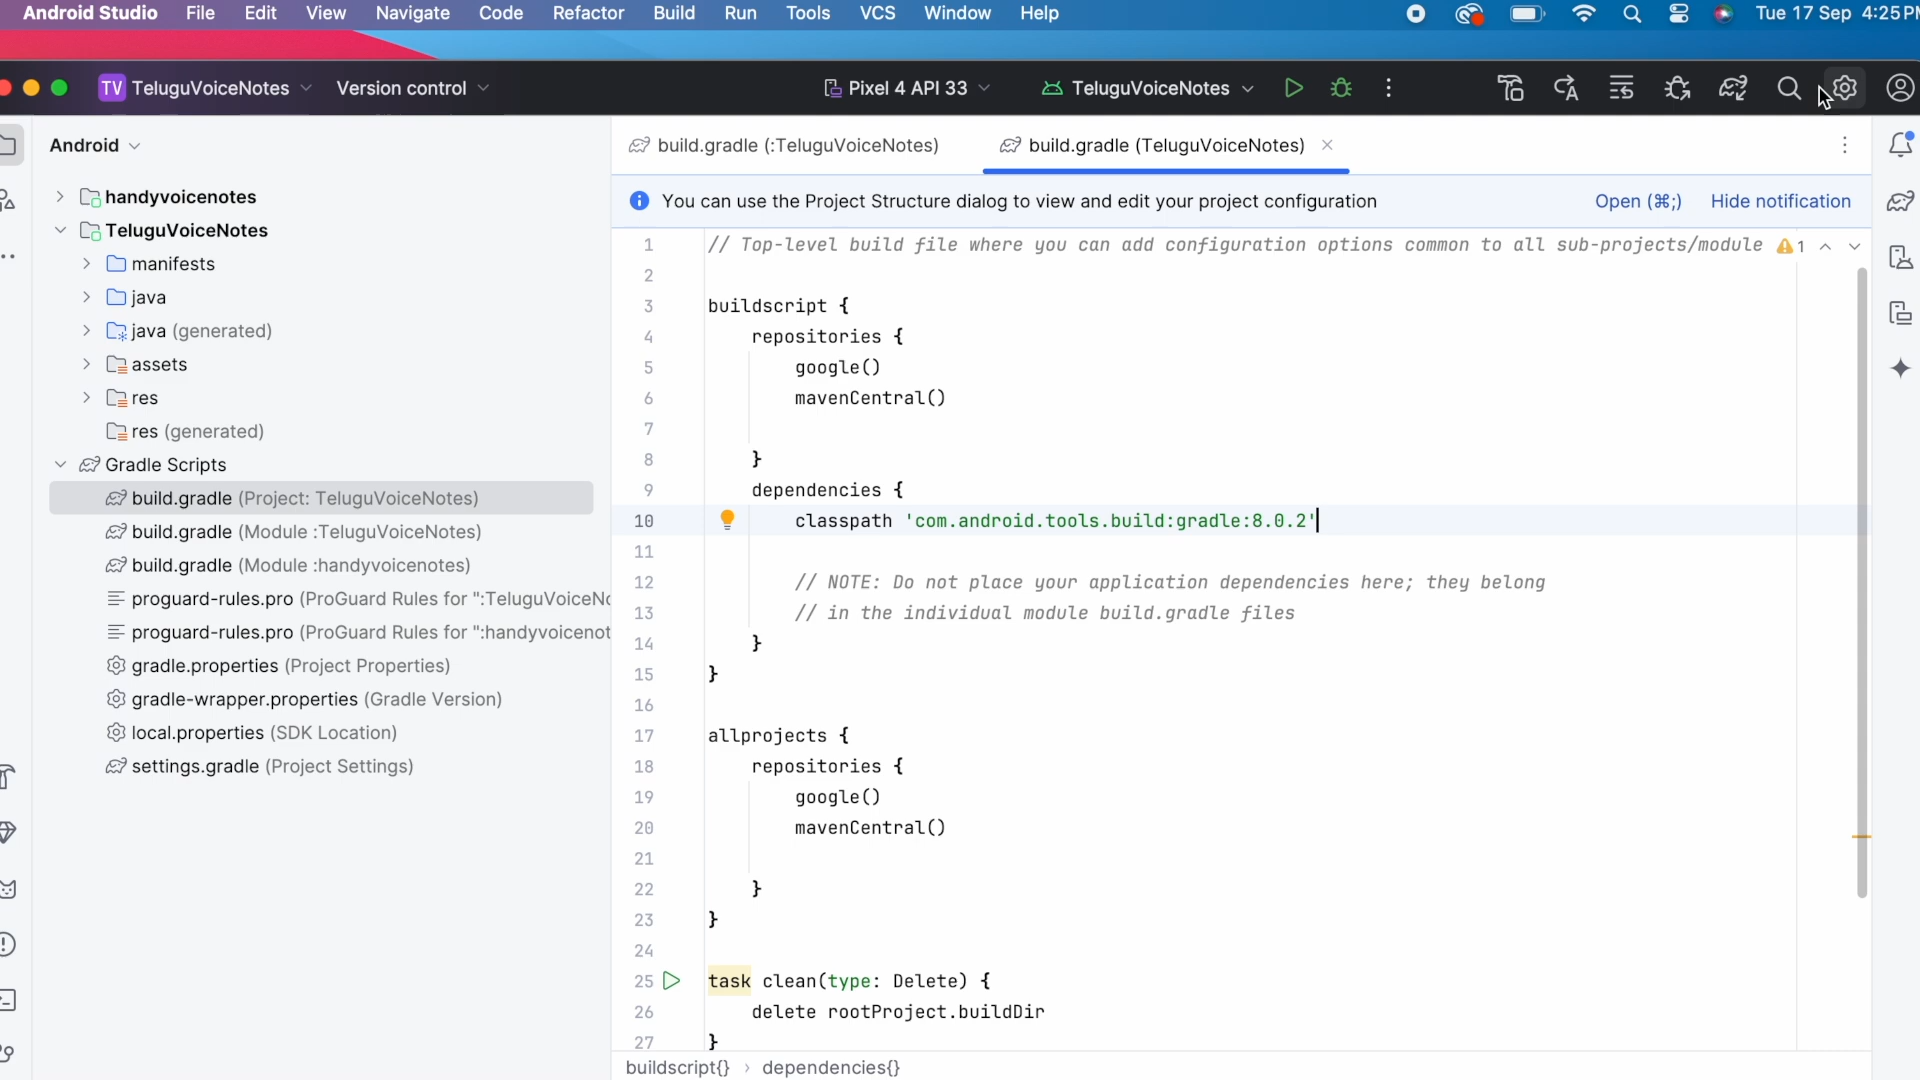 Android Studio File Edit View Navigate Code Refactor Build Run Tools VCS Window Help Tue 17 Sep 4:25
TV TeluguVoiceNotes Version control Pixel 4 API 33 TeluguVoiceNotes
Android
handyvoicenotes
TeluguVoiceNotes
manifests
java
java (generated)
assets
res
res (generated)
Gradle Scripts
build.gradle (Project: TeluguVoiceNotes)
build.gradle (Module :TeluguVoiceNotes)
build.gradle (Module :handyvoicenotes)
proguard-rules.pro (ProGuard Rules for ":TeluguVoiceNo
proguard-rules.pro (ProGuard Rules for ":handyvoicenot
gradle.properties (Project Properties)
gradle-wrapper.properties (Gradle Version)
local.properties (SDK Location)
settings.gradle (Project Settings)
build.gradle (:TeluguVoiceNotes) build.gradle (TeluguVoiceNotes)
You can use the Project Structure dialog to view and edit your project configuration Open (⌘;) Hide notification
1 // Top-level build file where you can add configuration options common to all sub-projects/module 1
2
3 buildscript {
4 repositories {
5 google()
6 mavenCentral()
7
8 }
9 dependencies {
10 classpath 'com.android.tools.build:gradle:8.0.2'
11
12 // NOTE: Do not place your application dependencies here; they belong
13 // in the individual module build.gradle files
14 }
15 }
16
17 allprojects {
18 repositories {
19 google()
20 mavenCentral()
21
22 }
23 }
24
25 task clean(type: Delete) {
26 delete rootProject.buildDir
27 }
buildscript{} › dependencies{}